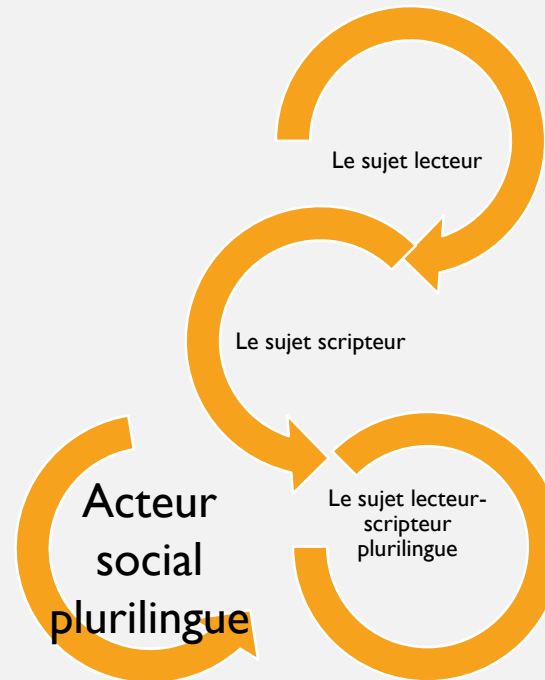 Le sujet lecteur
Le sujet scripteur
Le sujet lecteur-
scripteur
plurilingue
Acteur
social
plurilingue